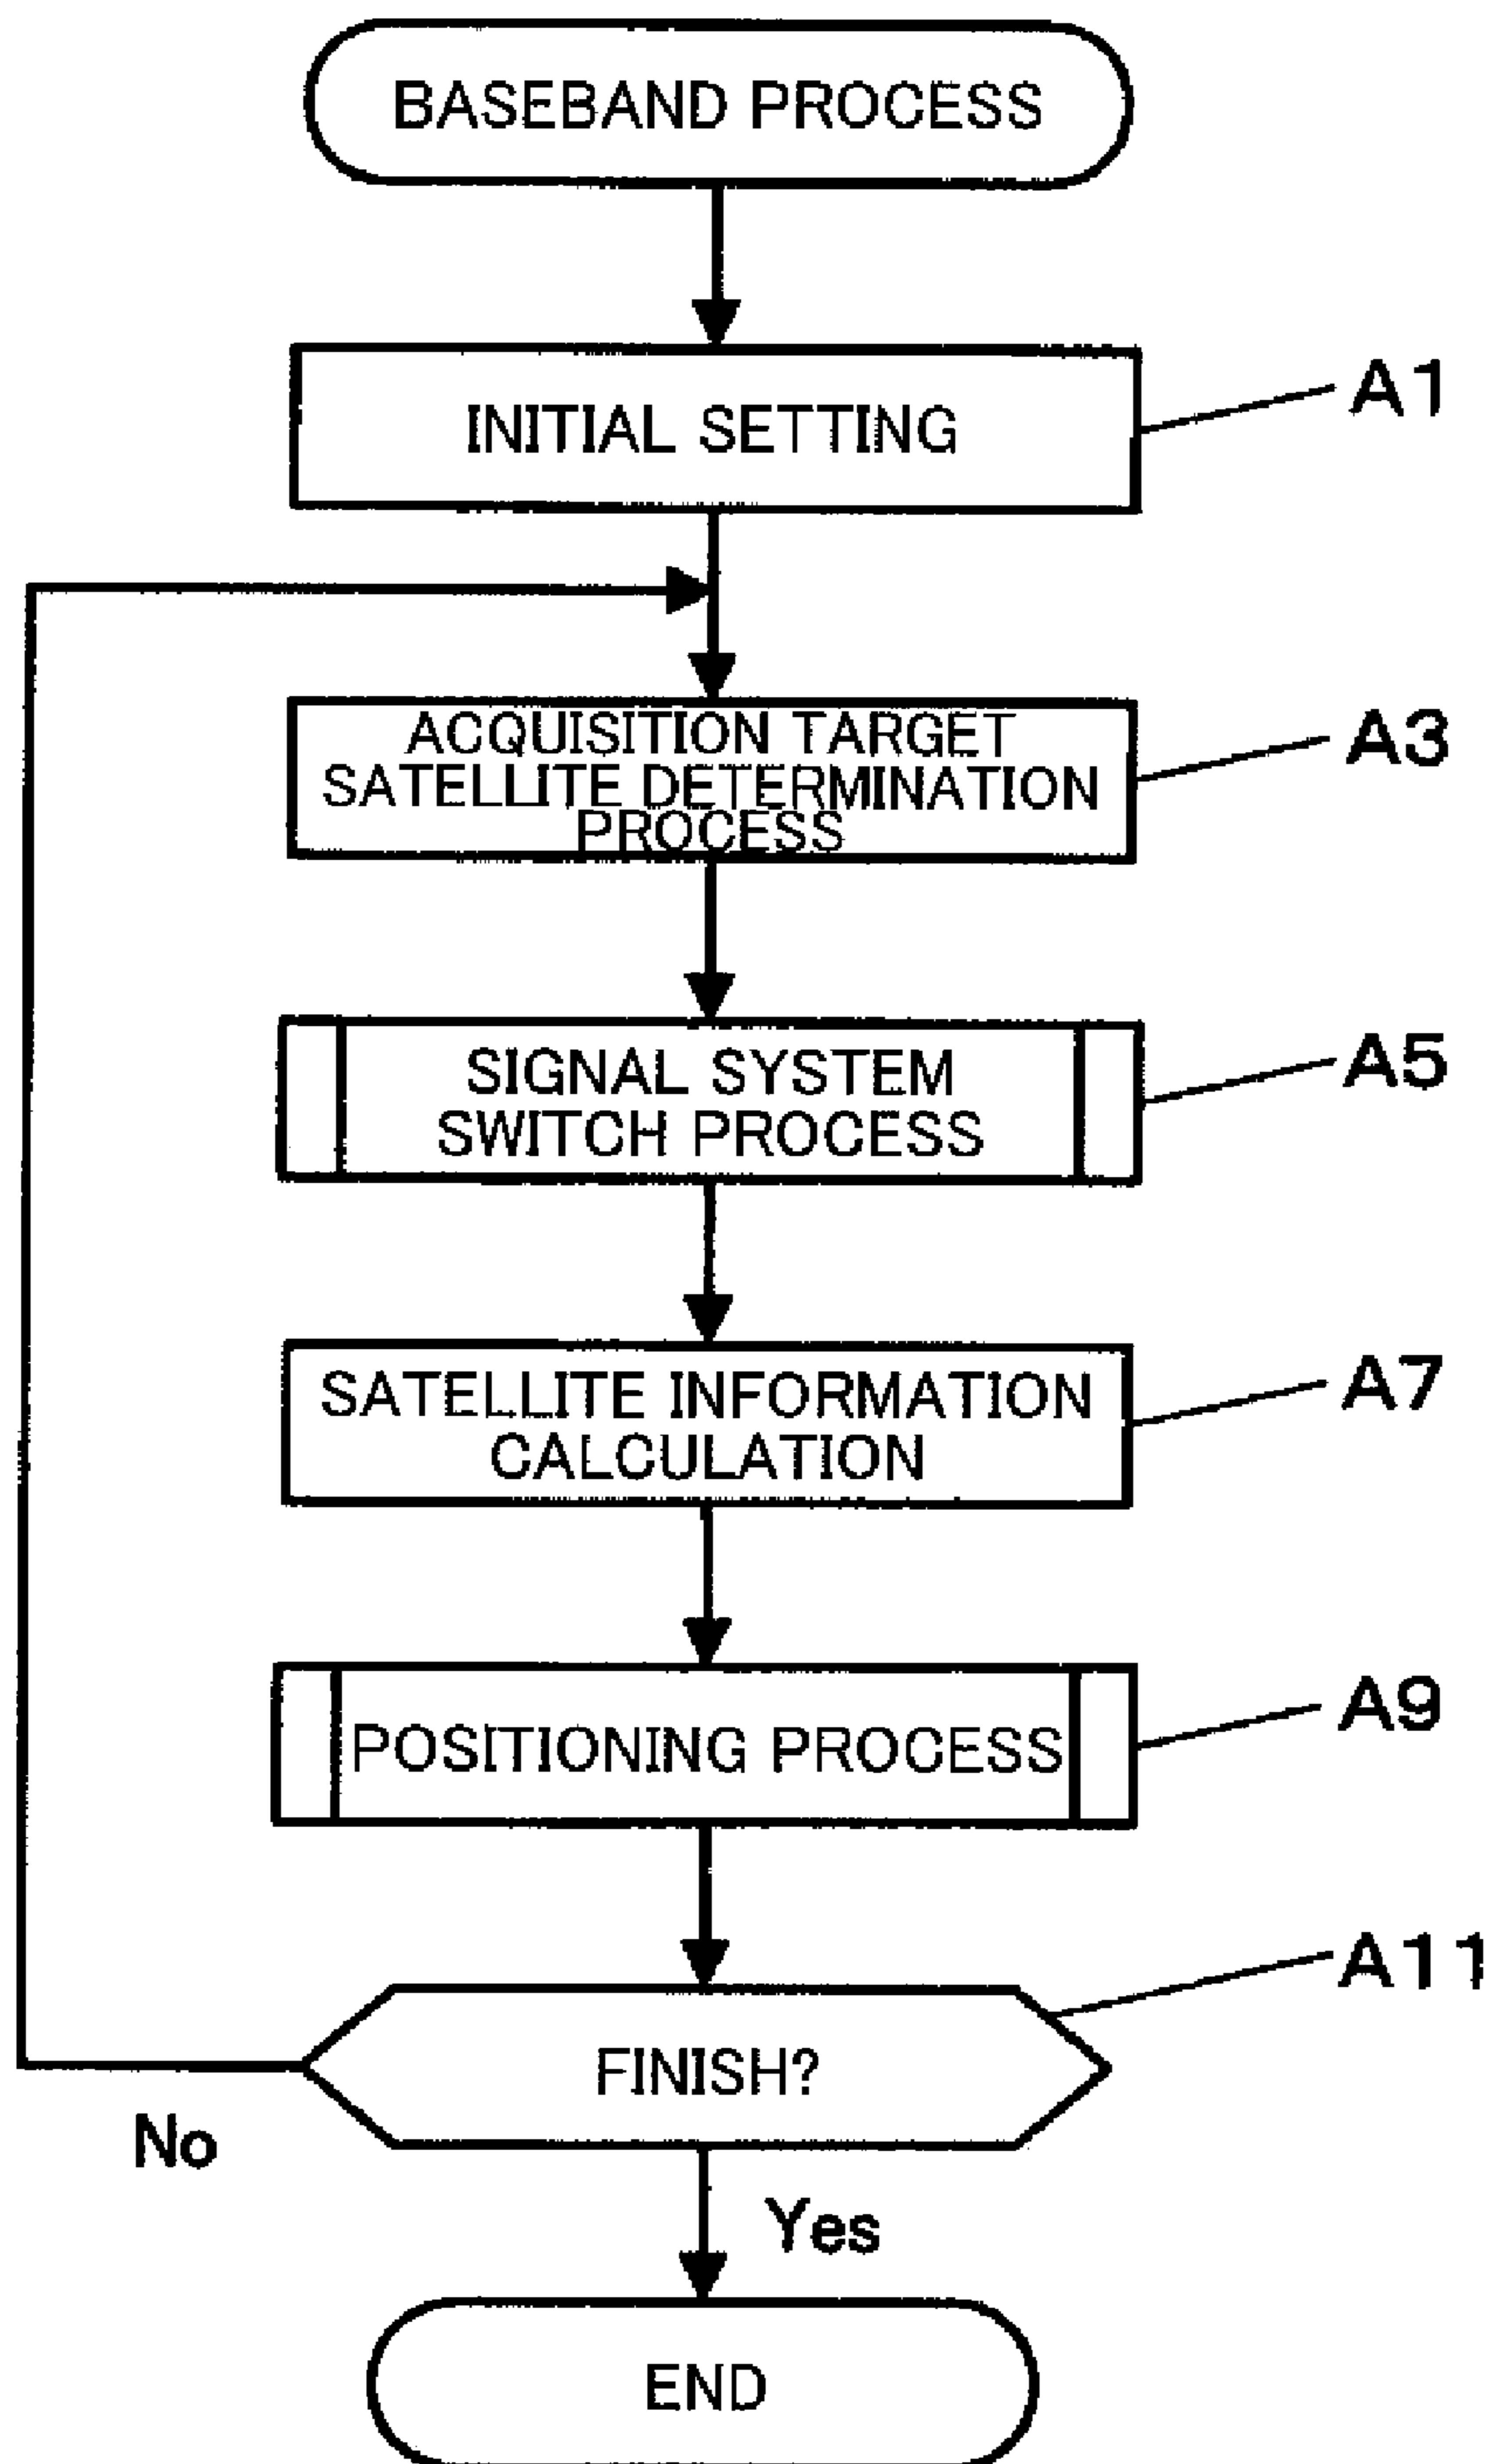 BASEBAND PROCESS
INITIAL SETTING
A1
ACQUISITION TARGET
SATELLITE DETERMINATION
PROCESS
A3
SIGNAL SYSTEM
SWITCH PROCESS
A5
SATELLITE INFORMATION
CALCULATION
A7
POSITIONING PROCESS
A9
FINISH?
A11
No
Yes
END